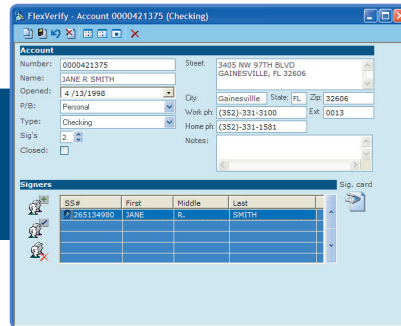 FlexVerify - Account 0000421375 (Checking)
Account
Number: 0000421375
Name: JANE R SMITH
Opened: 4 /13/1998
P/B: Personal
Type: Checking
Sig's 2
Closed:
Street: 3405 NW 97TH BLVD
GAINESVILLE, FL 32606
City: Gainesvillle State: FL Zip: 32606
Work ph: (352)-331-3100 Ext: 0013
Home ph: (352)-331-1581
Notes:
Signers
Sig. card
SS# First Middle Last
265134980 JANE R. SMITH